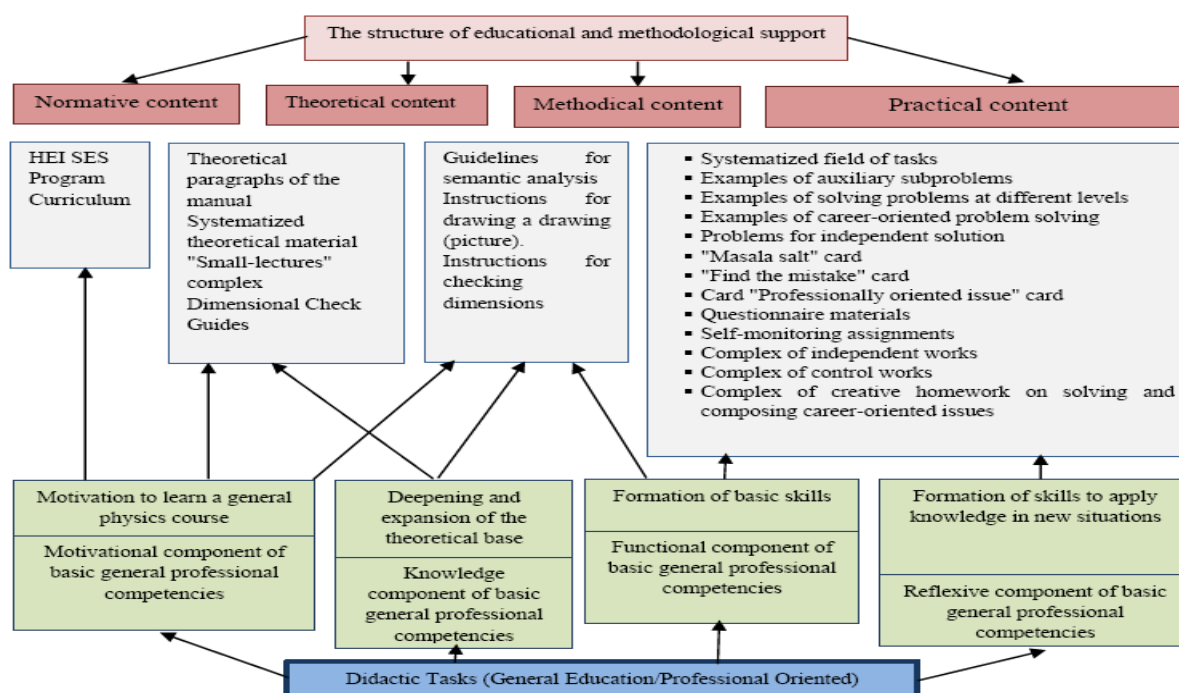 The structure of educational and methodological support
Normative content
Theoretical content
Methodical content
Practical content
HEI SES
Program
Curriculum
Theoretical
paragraphs of the
manual
Systematized
theoretical material
"Small-lectures"
complex
Dimensional Check
Guides
Guidelines for
semantic analysis
Instructions for
drawing a drawing
(picture).
Instructions for
checking
dimensions
▪ Systematized field of tasks
▪ Examples of auxiliary subproblems
▪ Examples of solving problems at different levels
▪ Examples of career-oriented problem solving
▪ Problems for independent solution
▪ "Masala salt" card
▪ "Find the mistake" card
▪ Card "Professionally oriented issue" card
▪ Questionnaire materials
▪ Self-monitoring assignments
▪ Complex of independent works
▪ Complex of control works
▪ Complex of creative homework on solving and
composing career-oriented issues
Motivation to learn a general
physics course
Motivational component of
basic general professional
competencies
Deepening and
expansion of the
theoretical base
Knowledge
component of basic
general professional
competencies
Formation of basic skills
Functional component of
basic general professional
competencies
Formation of skills to apply
knowledge in new situations
Reflexive component of basic
general professional
competencies
Didactic Tasks (General Education/Professional Oriented)